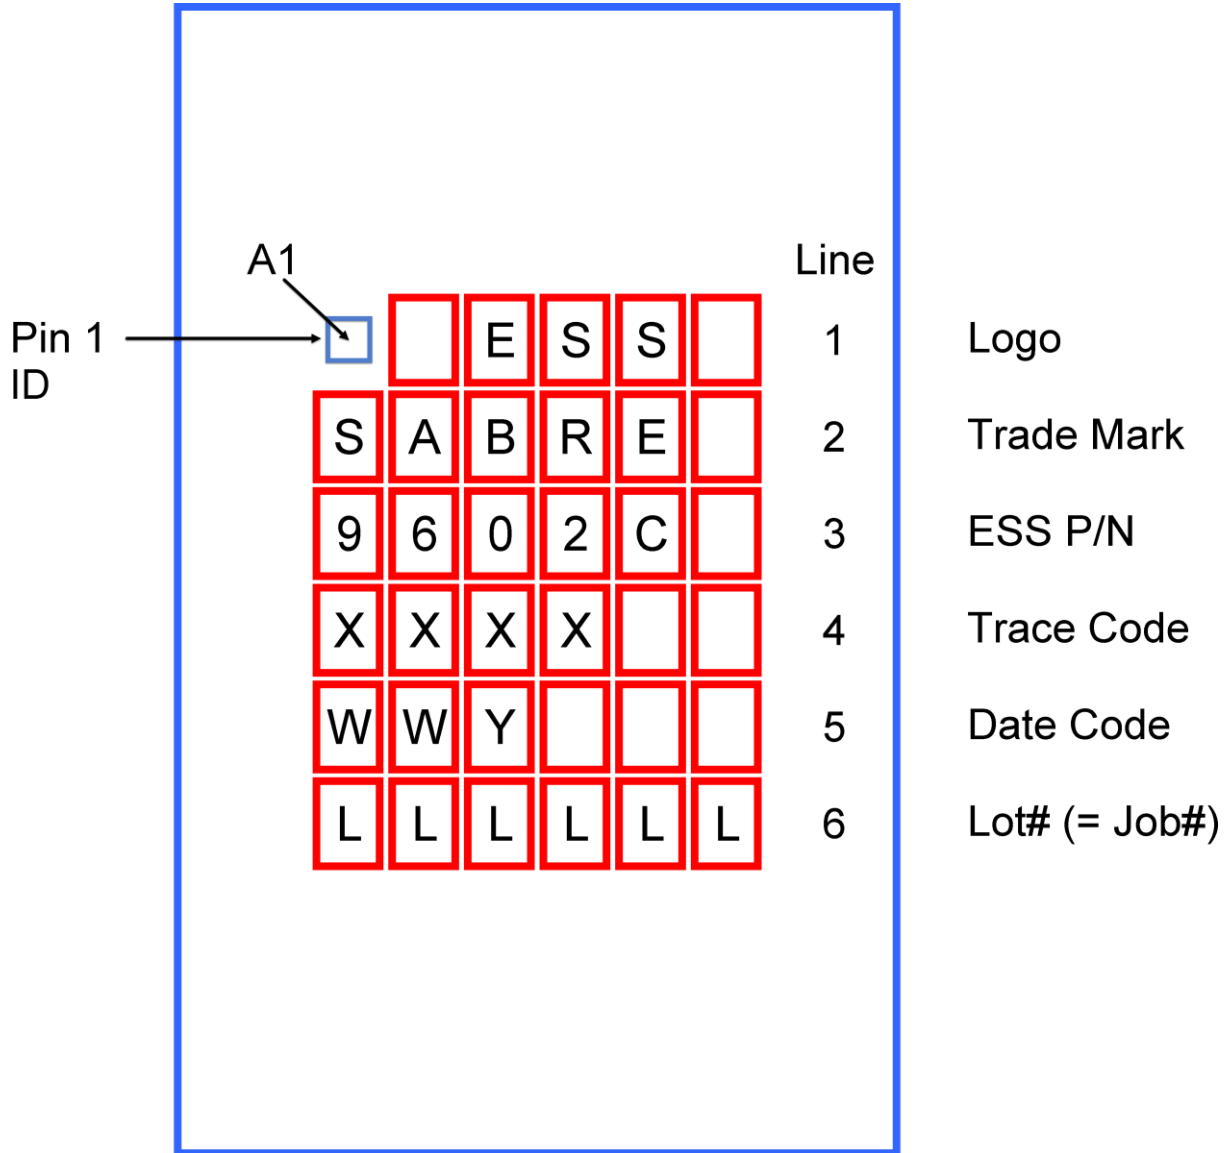 A1 Line
Pin 1 ID
E S S 1 Logo
S A B R E 2 Trade Mark
9 6 0 2 C 3 ESS P/N
X X X X 4 Trace Code
W W Y 5 Date Code
L L L L L L 6 Lot# (= Job#)